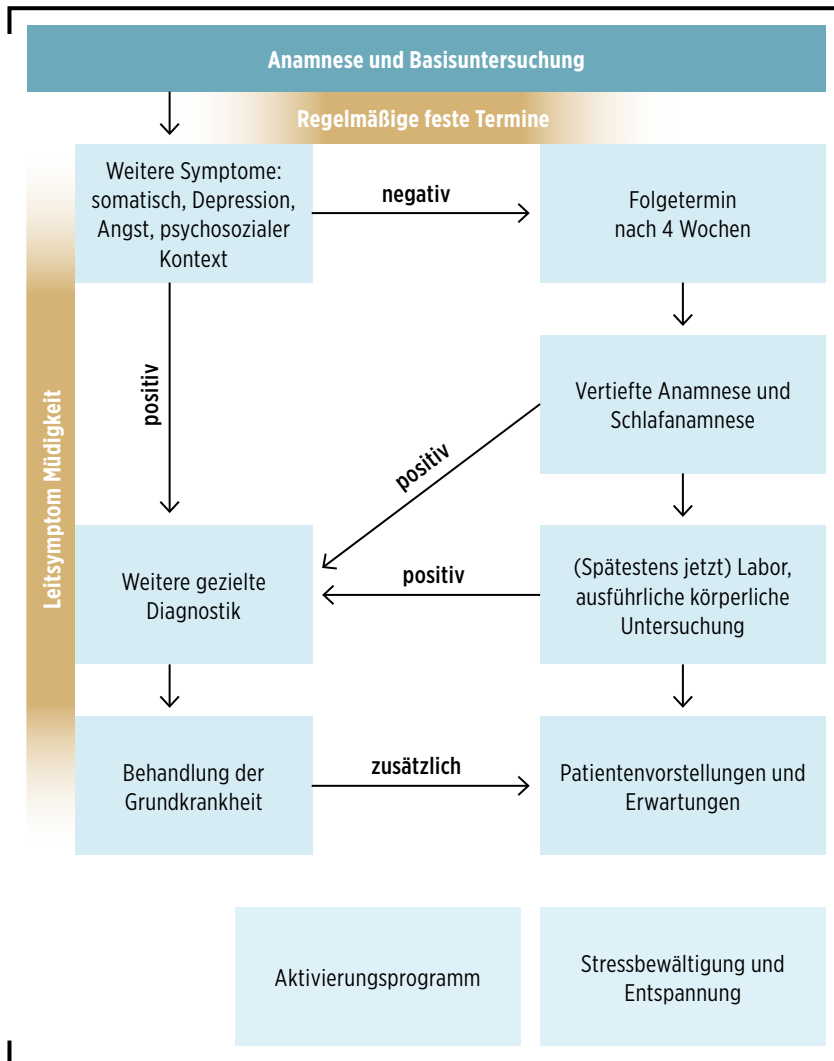 Anamnese und Basisuntersuchung
Regelmäßige feste Termine
Leitsymptom Müdigkeit
Weitere Symptome:
somatisch, Depression,
Angst, psychosozialer
Kontext
negativ
Folgetermin
nach 4 Wochen
positiv
Vertiefte Anamnese und
Schlafanamnese
positiv
Weitere gezielte
Diagnostik
positiv
(Spätestens jetzt) Labor,
ausführliche körperliche
Untersuchung
Behandlung der
Grundkrankheit
zusätzlich
Patientenvorstellungen und
Erwartungen
Aktivierungsprogramm
Stressbewältigung und
Entspannung